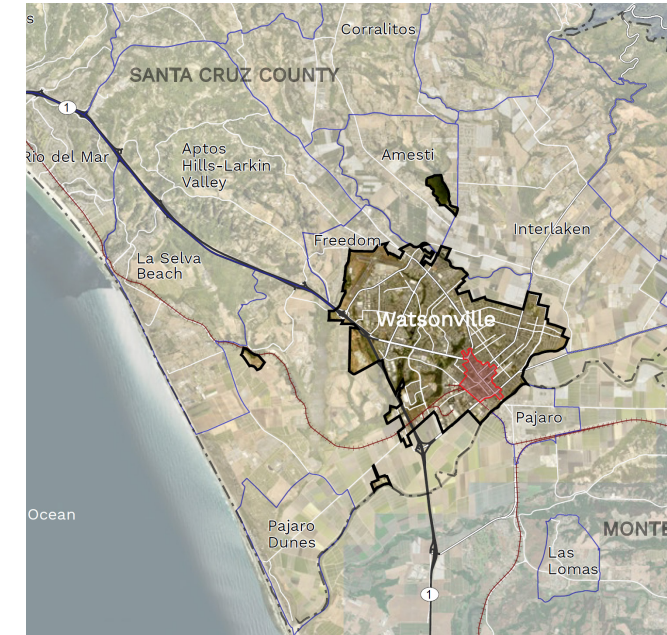 s
Corralitos
SANTA CRUZ COUNTY
1
Rio del Mar
Aptos
Hills-Larkin
Valley
Amesti
Interlaken
Freedom
La Selva
Beach
Watsonville
Pajaro
Ocean
Pajaro
Dunes
MONTE
Las
Lomas
1